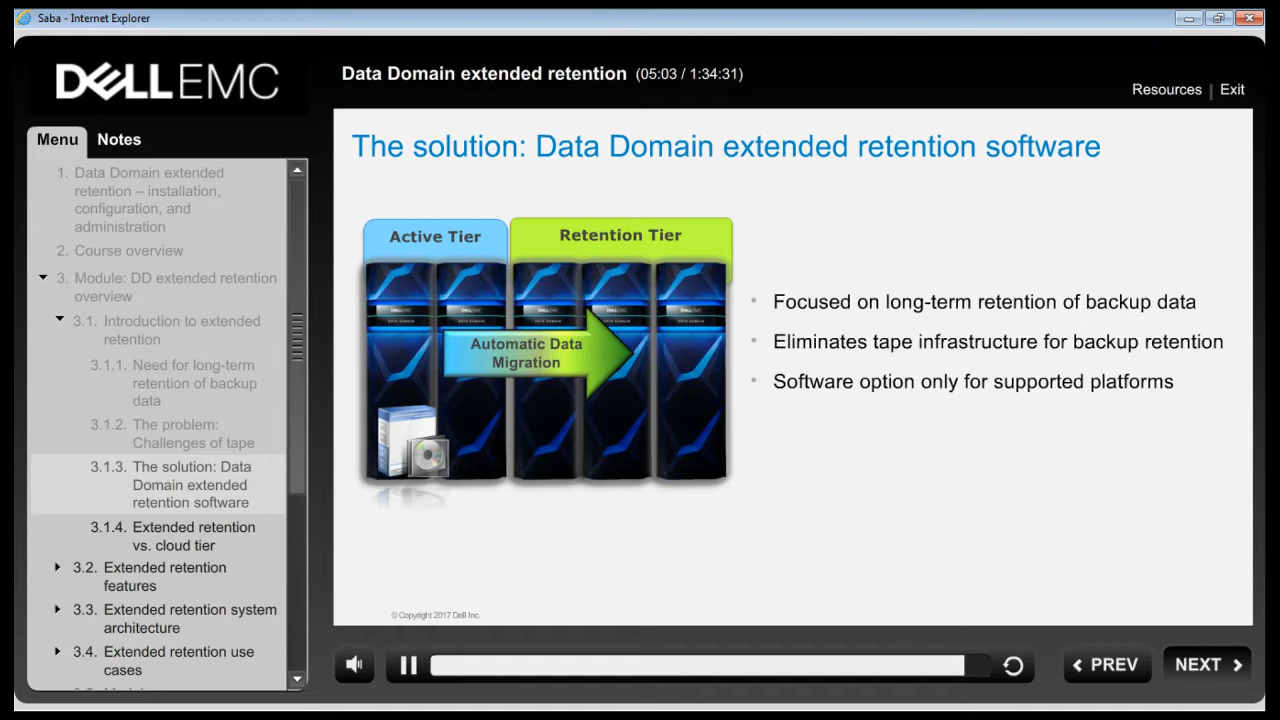 Saba - Internet Explorer
DELLEMC
Data Domain extended retention (05:03 / 1:34:31)
Resources | Exit
Menu
Notes
1. Data Domain extended
retention – installation,
configuration, and
administration
2. Course overview
3. Module: DD extended retention
overview
3.1. Introduction to extended
retention
3.1.1. Need for long-term
retention of backup
data
3.1.2. The problem:
Challenges of tape
3.1.3. The solution: Data
Domain extended
retention software
3.1.4. Extended retention
vs. cloud tier
3.2. Extended retention
features
3.3. Extended retention system
architecture
3.4. Extended retention use
cases
The solution: Data Domain extended retention software
Active Tier
Retention Tier
Automatic Data
Migration
• Focused on long-term retention of backup data
• Eliminates tape infrastructure for backup retention
• Software option only for supported platforms
© Copyright 2017 Dell Inc.
PREV
NEXT